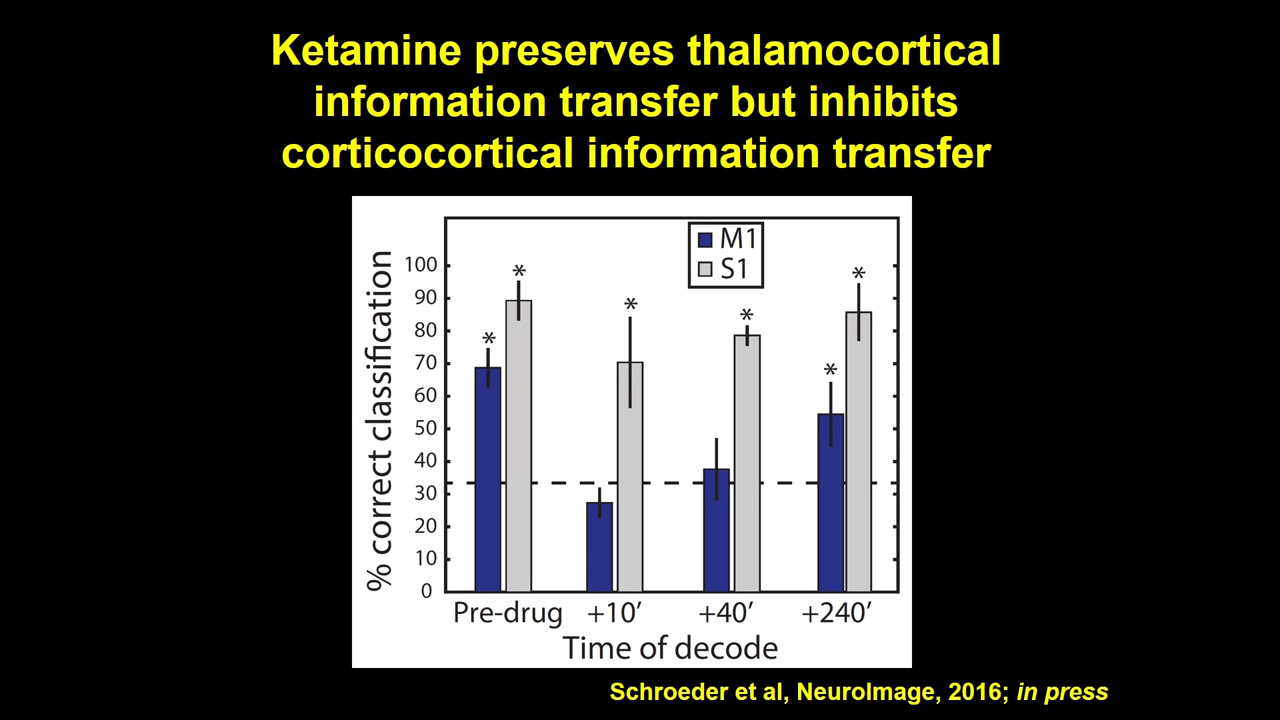 Ketamine preserves thalamocortical
information transfer but inhibits
corticocortical information transfer
M1
S1
% correct classification
100
90
80
70
60
50
40
30
20
10
0
* * * * * *
Pre-drug +10’ +40’ +240’
Time of decode
Schroeder et al, NeuroImage, 2016; in press